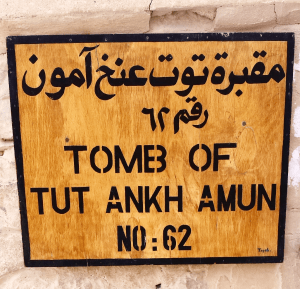 مقبرة توت عنخ آمون
رقم ٦٢
TOMB OF
TUT ANKH AMUN
NO: 62